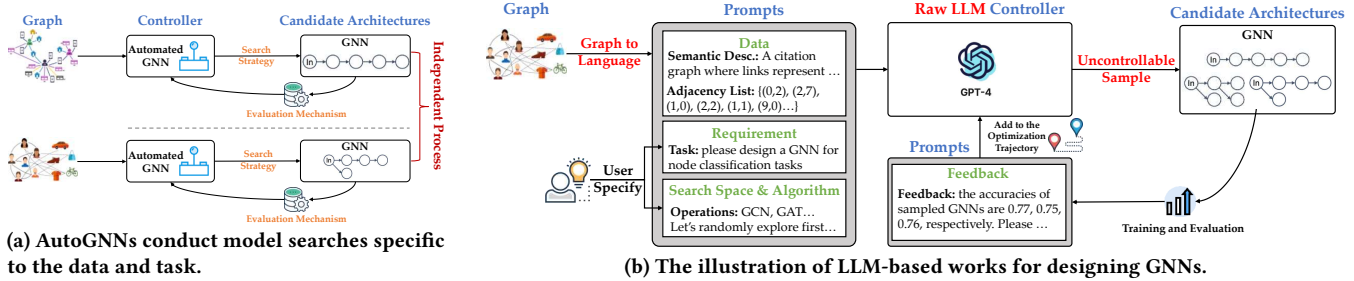 Graph
Controller
Candidate Architectures
Automated
GNN
Search
Strategy
GNN
In
Evaluation Mechanism
Automated
GNN
Search
Strategy
GNN
In
Evaluation Mechanism
Independent Process
(a) AutoGNNs conduct model searches specific
to the data and task.
Graph
Prompts
Raw LLM Controller
Candidate Architectures
Graph to
Language
Data
Semantic Desc.: A citation
graph where links represent …
Adjacency List: {(0,2), (2,7),
(1,0), (2,2), (1,1), (9,0)…}
Requirement
Task: please design a GNN for
node classification tasks
User
Specify
Search Space & Algorithm
Operations: GCN, GAT…
Let's randomly explore first…
GPT-4
Uncontrollable
Sample
GNN
In
In
In
Add to the
Optimization
Trajectory
Prompts
Feedback
Feedback: the accuracies of
sampled GNNs are 0.77, 0.75,
0.76, respectively. Please …
Training and Evaluation
(b) The illustration of LLM-based works for designing GNNs.